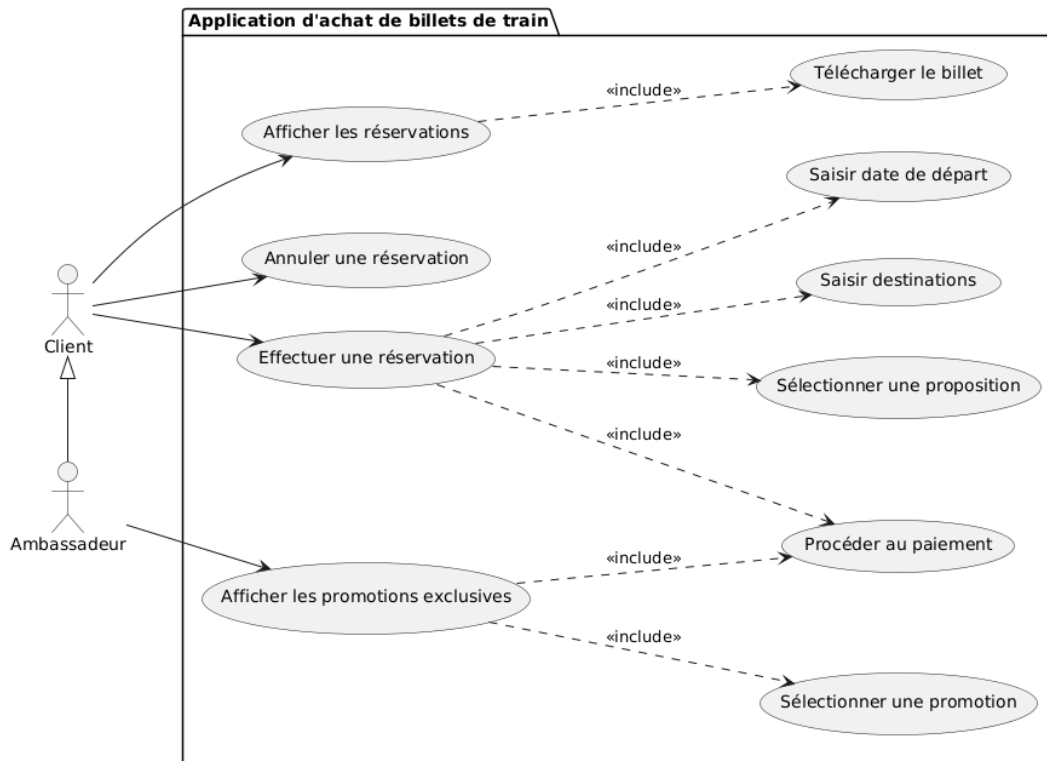 Application d'achat de billets de train
Télécharger le billet
«include»
Afficher les réservations
Saisir date de départ
«include»
Annuler une réservation
Saisir destinations
«include»
Client
Effectuer une réservation
«include»
Sélectionner une proposition
«include»
Ambassadeur
Procéder au paiement
«include»
Afficher les promotions exclusives
«include»
Sélectionner une promotion